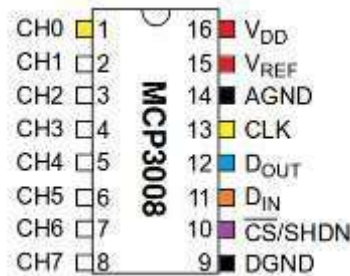 CH0 1 16 VDD
CH1 2 15 VREF
CH2 3 14 AGND
CH3 4 13 CLK
CH4 5 12 DOUT
CH5 6 11 DIN
CH6 7 10 C̅S̅/SHDN
CH7 8 9 DGND
MCP3008